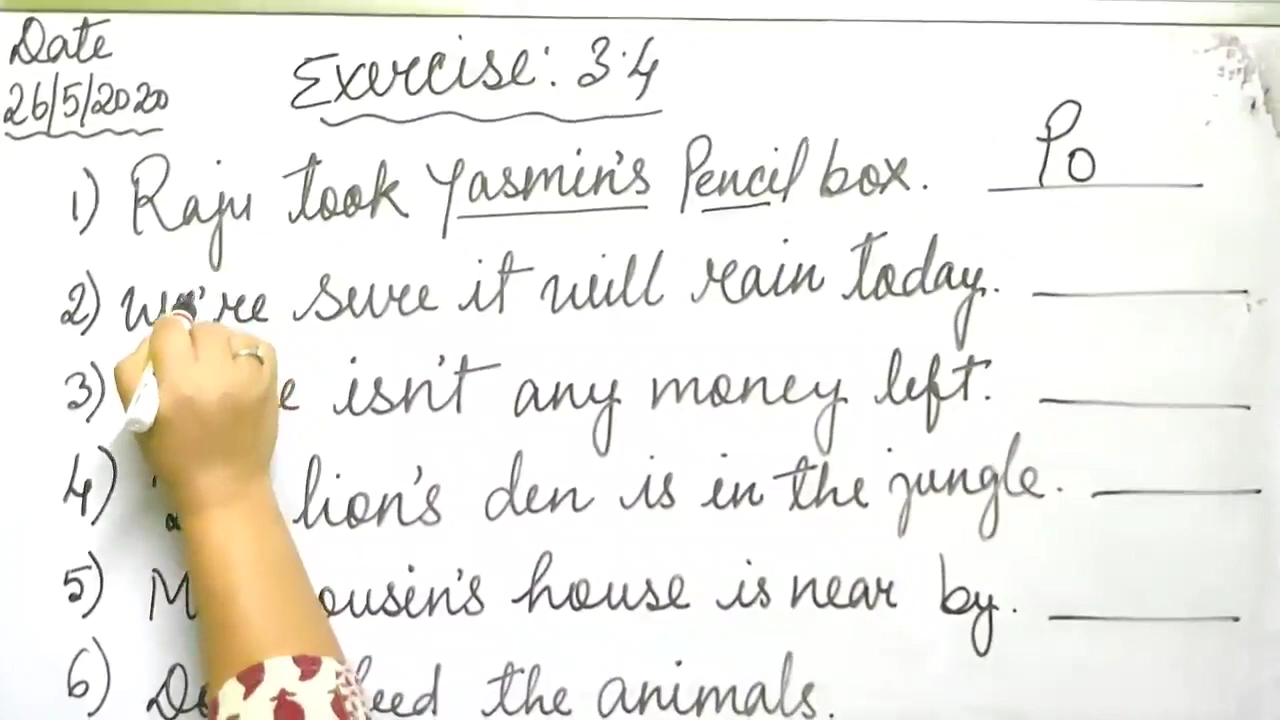 Date
26/5/2020
Exercise: 3.4
1) Raju took Yasmin's Pencil box. Po
2) We're sure it will rain today.
3) isn't any money left.
4) lion's den is in the jungle.
5) house is near by.
6) the animals.